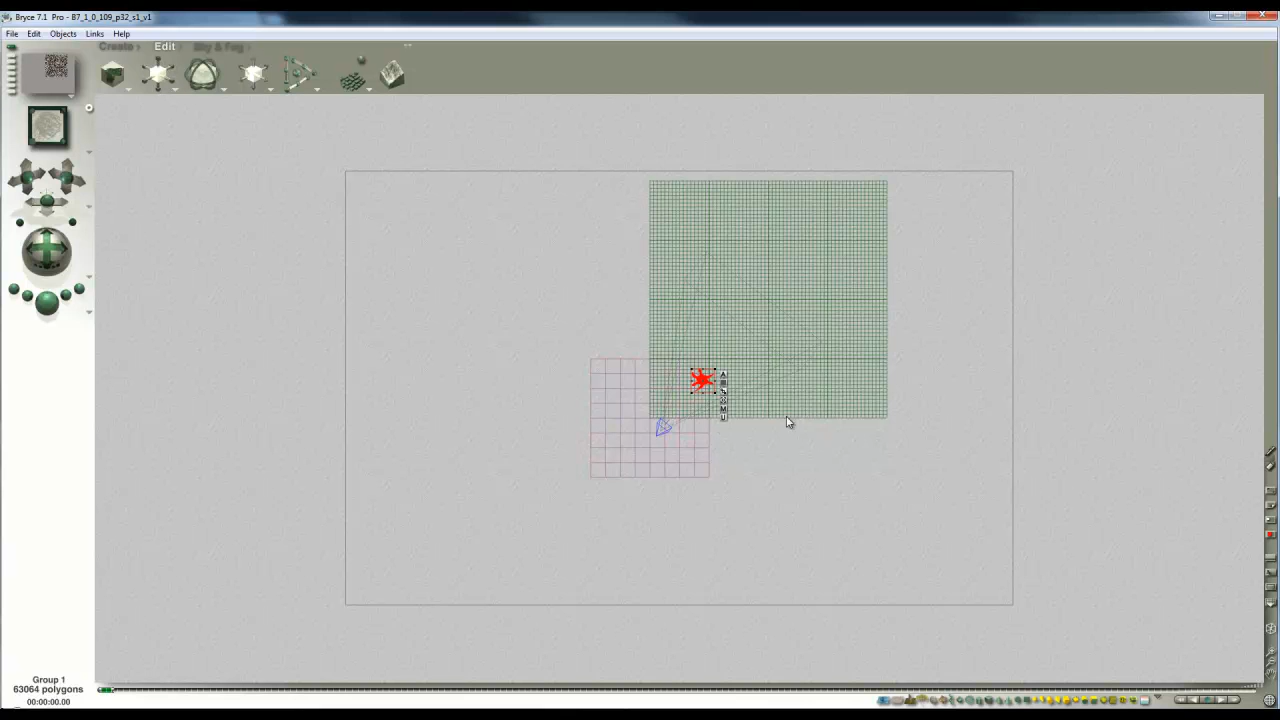 Bryce 7.1 Pro - B7_1_0_109_p32_s1_v1
File Edit Objects Links Help
Create Edit Sky & Fog
A
M
U
Group 1
63064 polygons
00:00:00.00